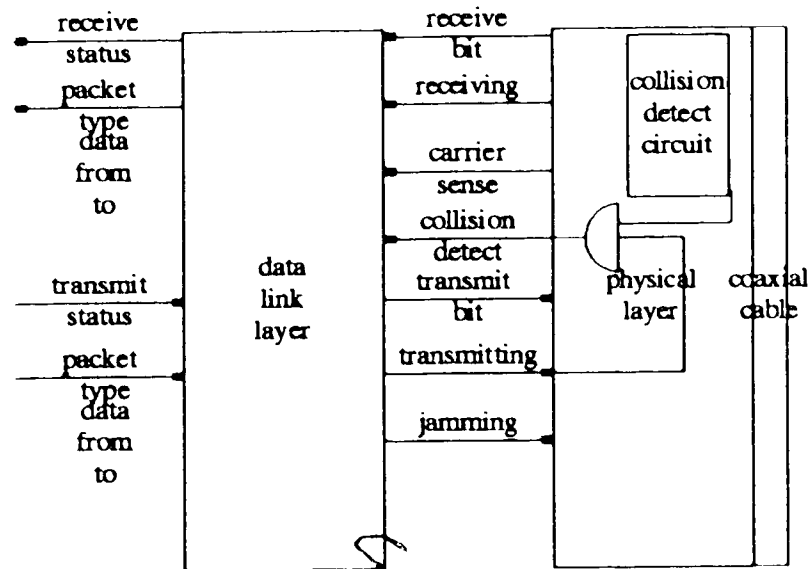 receive
status
packet
type
data
from
to
transmit
status
packet
type
data
from
to
data
link
layer
receive
bit
receiving
carrier
sense
collision
detect
transmit
bit
transmitting
jamming
collision
detect
circuit
physical
layer
coaxial
cable